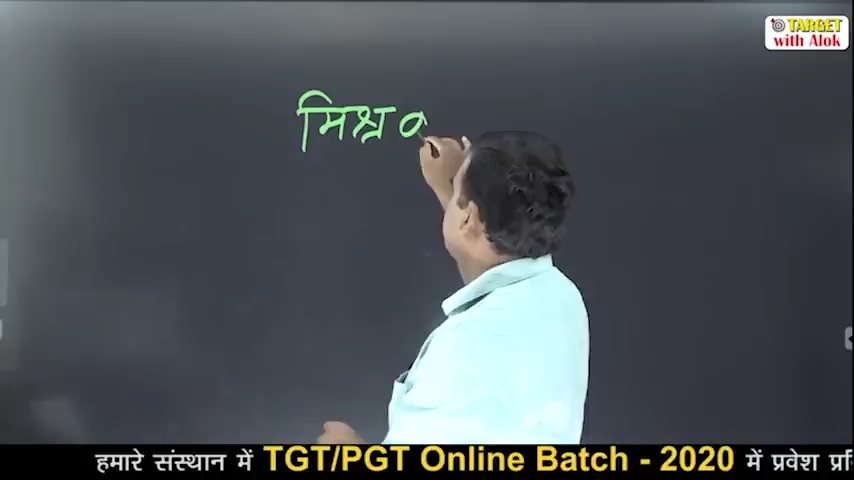 TARGET
with Alok
मिश्र
हमारे संस्थान में TGT/PGT Online Batch - 2020 में प्रवेश